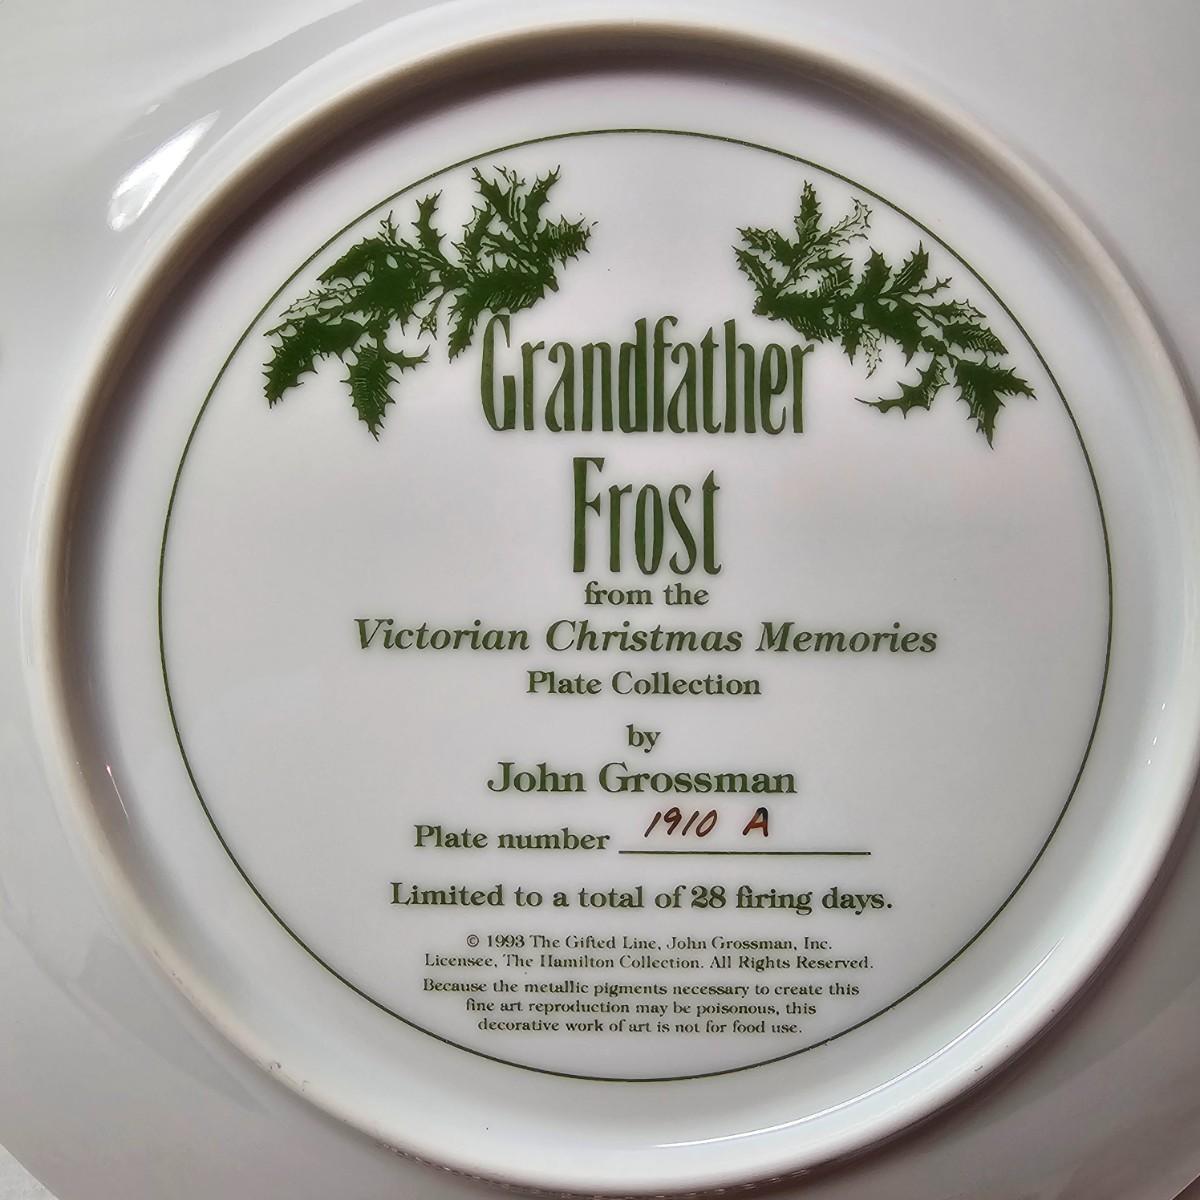 Grandfather
Frost
from the
Victorian Christmas Memories
Plate Collection
by
John Grossman
Plate number 1910 A
Limited to a total of 28 firing days.
© 1993 The Gifted Line, John Grossman, Inc.
Licensee, The Hamilton Collection. All Rights Reserved.
Because the metallic pigments necessary to create this
fine art reproduction may be poisonous, this
decorative work of art is not for food use.